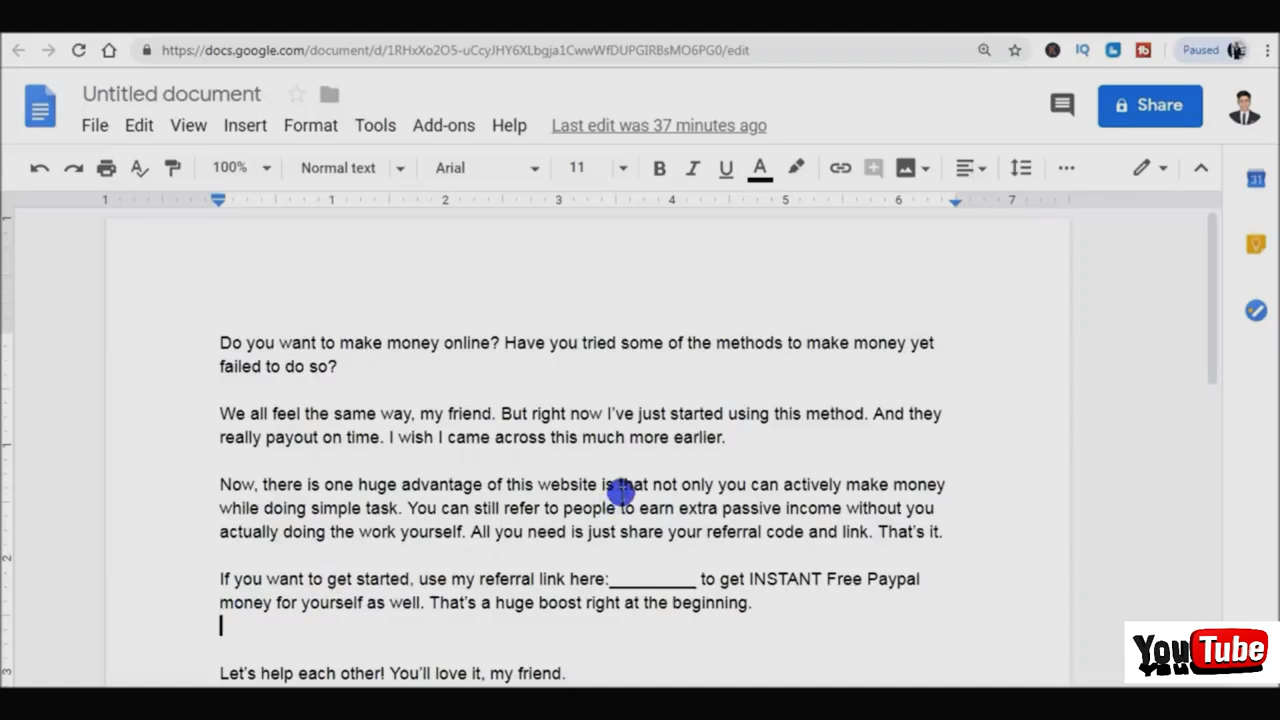 https://docs.google.com/document/d/1RHxXo2O5-uCcyJHY6XLbgja1CwwWfDUPGIRBsMO6PG0/edit
Paused
Untitled document
File Edit View Insert Format Tools Add-ons Help Last edit was 37 minutes ago
Share
100% Normal text Arial 11 B I U A
1 1 2 3 4 5 6 7
Do you want to make money online? Have you tried some of the methods to make money yet
failed to do so?
We all feel the same way, my friend. But right now I've just started using this method. And they
really payout on time. I wish I came across this much more earlier.
Now, there is one huge advantage of this website is that not only you can actively make money
while doing simple task. You can still refer to people to earn extra passive income without you
actually doing the work yourself. All you need is just share your referral code and link. That's it.
If you want to get started, use my referral link here:_________ to get INSTANT Free Paypal
money for yourself as well. That's a huge boost right at the beginning.
Let's help each other! You'll love it, my friend.
YouTube